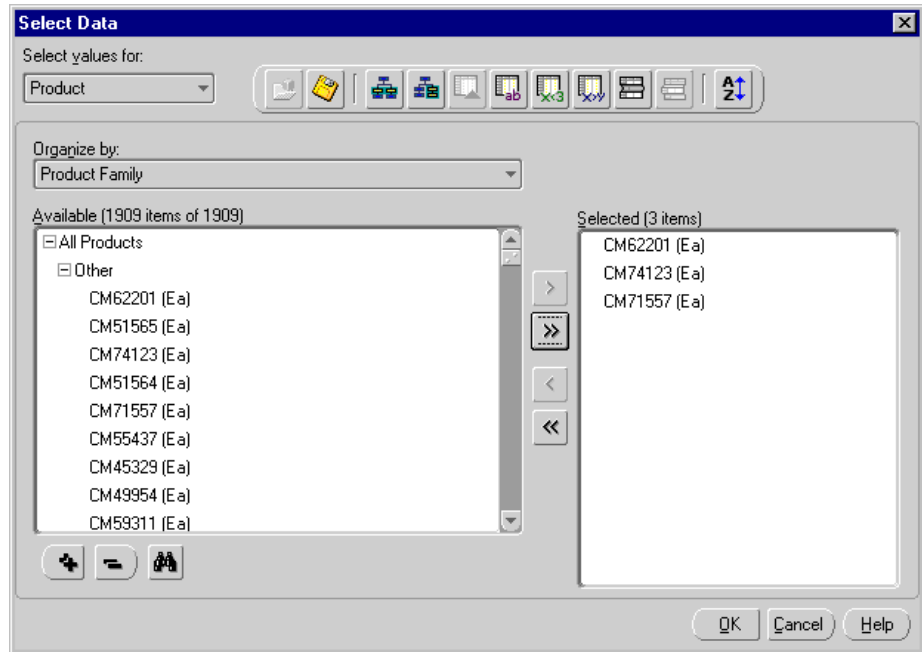 Select Data
Select values for:
Product
ab
x<3
x>y
A
Z
Organize by:
Product Family
Available (1909 items of 1909)
All Products
Other
CM62201 (Ea)
CM51565 (Ea)
CM74123 (Ea)
CM51564 (Ea)
CM71557 (Ea)
CM55437 (Ea)
CM45329 (Ea)
CM49954 (Ea)
CM59311 (Ea)
>
>>
<
<<
Selected (3 items)
CM62201 (Ea)
CM74123 (Ea)
CM71557 (Ea)
OK
Cancel
Help